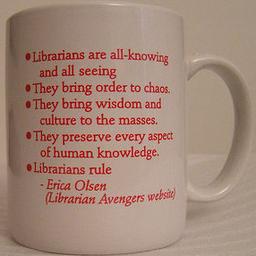 • Librarians are all-knowing
and all seeing
• They bring order to chaos.
• They bring wisdom and
culture to the masses.
• They preserve every aspect
of human knowledge.
• Librarians rule
- Erica Olsen
(Librarian Avengers website)